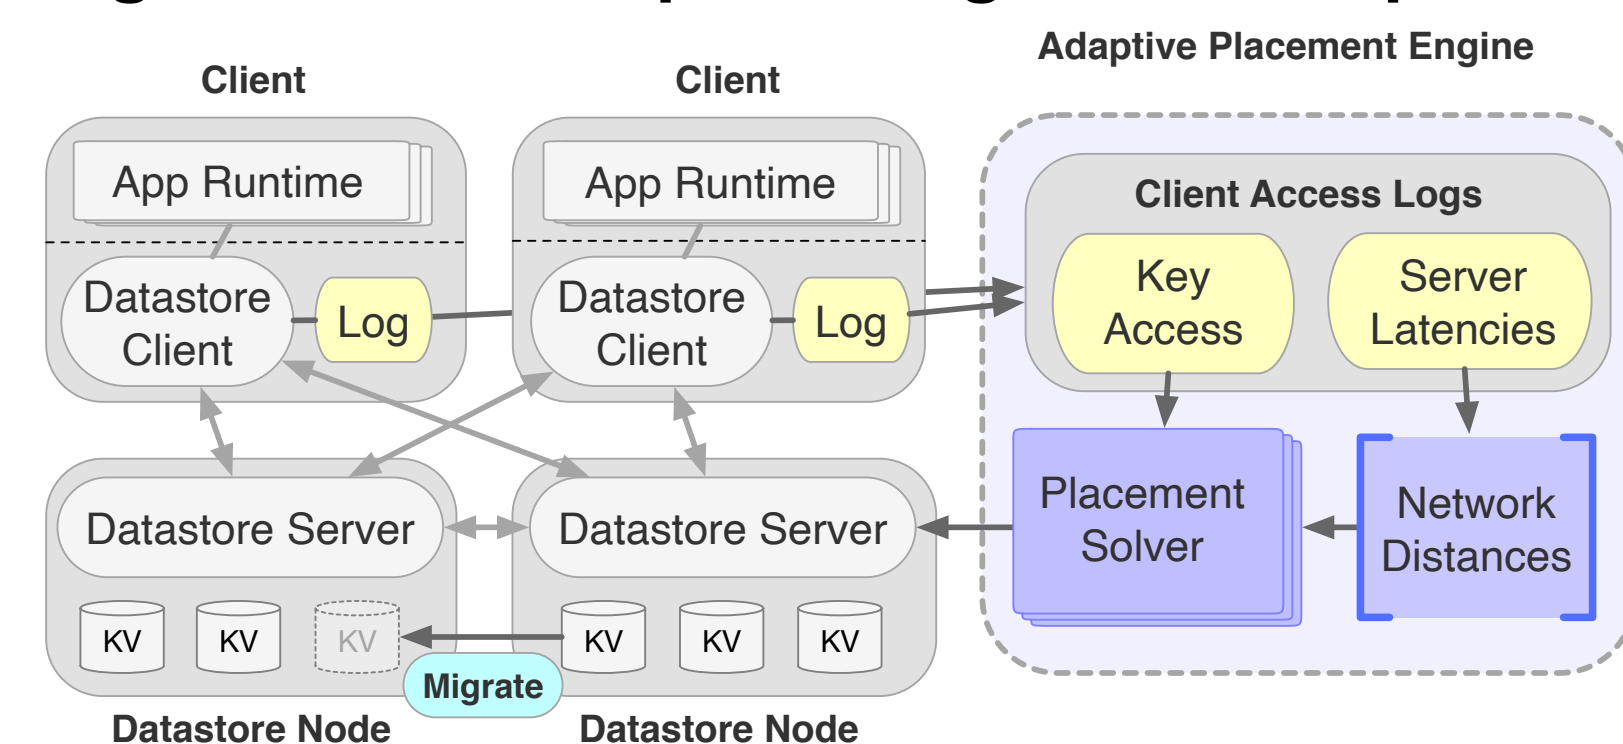 Adaptive Placement Engine
Client
Client
App Runtime
App Runtime
Client Access Logs
Datastore
Client
Log
Datastore
Client
Log
Key
Access
Server
Latencies
Placement
Solver
Network
Distances
Datastore Server
Datastore Server
KV
KV
KV
KV
KV
KV
Migrate
Datastore Node
Datastore Node